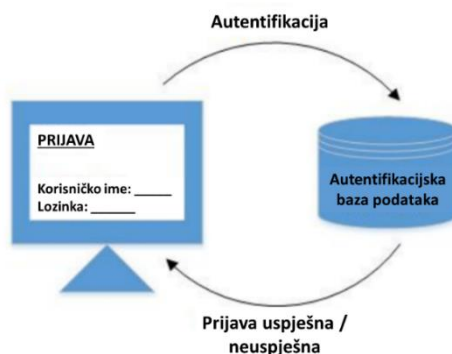 Autentifikacija
PRIJAVA
Korisničko ime: _____
Lozinka: ______
Autentifikacijska
baza podataka
Prijava uspješna /
neuspješna